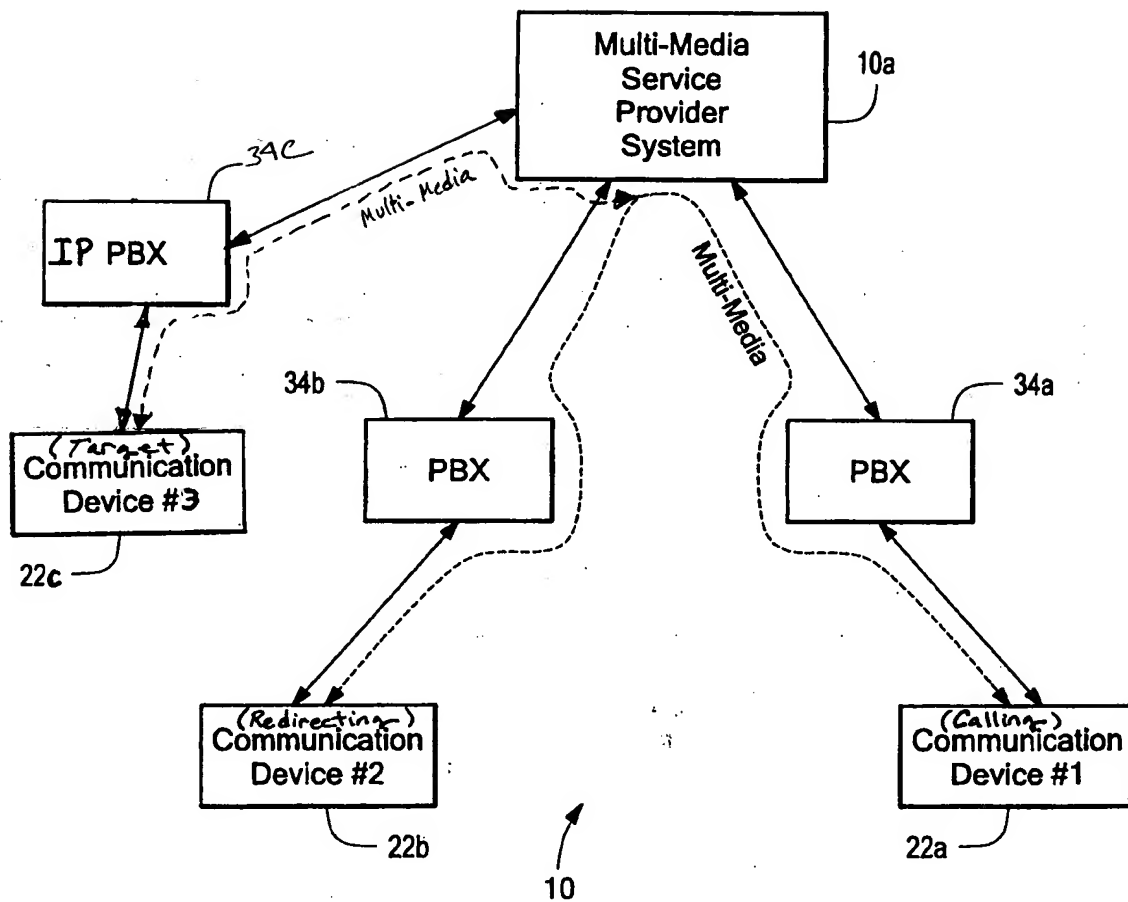 Multi-Media
Service
Provider
System
10a
34c
Multi-Media
IP PBX
Multi-Media
34b
34a
(Target)
Communication
Device #3
PBX
PBX
22c
(Redirecting)
Communication
Device #2
(Calling)
Communication
Device #1
22b
22a
10